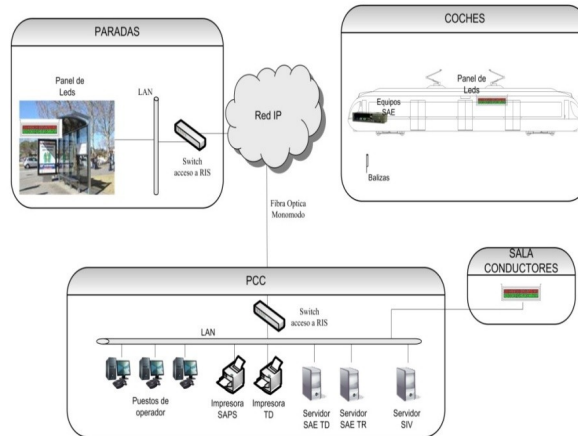 PARADAS
Panel de
Leds
LAN
Switch
acceso a RIS
Red IP
COCHES
Panel de
Leds
Equipos
SAE
Balizas
Fibra Optica
Monomodo
SALA
CONDUCTORES
PCC
Switch
acceso a RIS
LAN
Puestos de
operador
Impresora
SAPS
Impresora
TD
Servidor
SAE TD
Servidor
SAE TR
Servidor
SIV